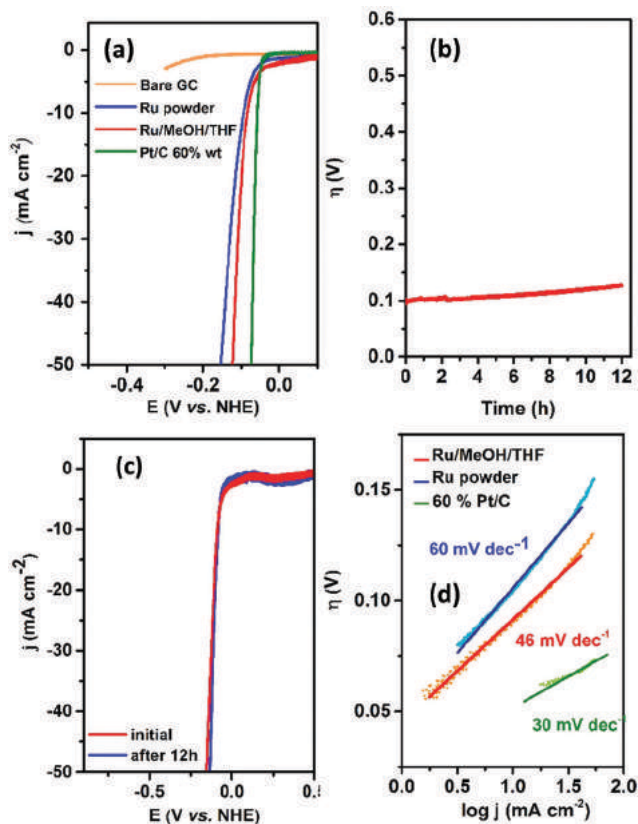 (a)
Bare GC
Ru powder
Ru/MeOH/THF
Pt/C 60% wt
0
-10
-20
-30
-40
-50
j (mA cm-2)
-0.4 -0.2 0.0
E (V vs. NHE)
(b)
0.6
0.5
0.4
0.3
0.2
0.1
0.0
η (V)
0 2 4 6 8 10 12
Time (h)
(c)
0
-10
-20
-30
-40
-50
j (mA cm-2)
initial
after 12h
-0.5 0.0 0.5
E (V vs. NHE)
Ru/MeOH/THF
Ru powder
60 % Pt/C
0.15
0.10
0.05
η (V)
60 mV dec-1
(d)
46 mV dec-1
30 mV dec-1
0.0 0.5 1.0 1.5 2.0
log j (mA cm-2)